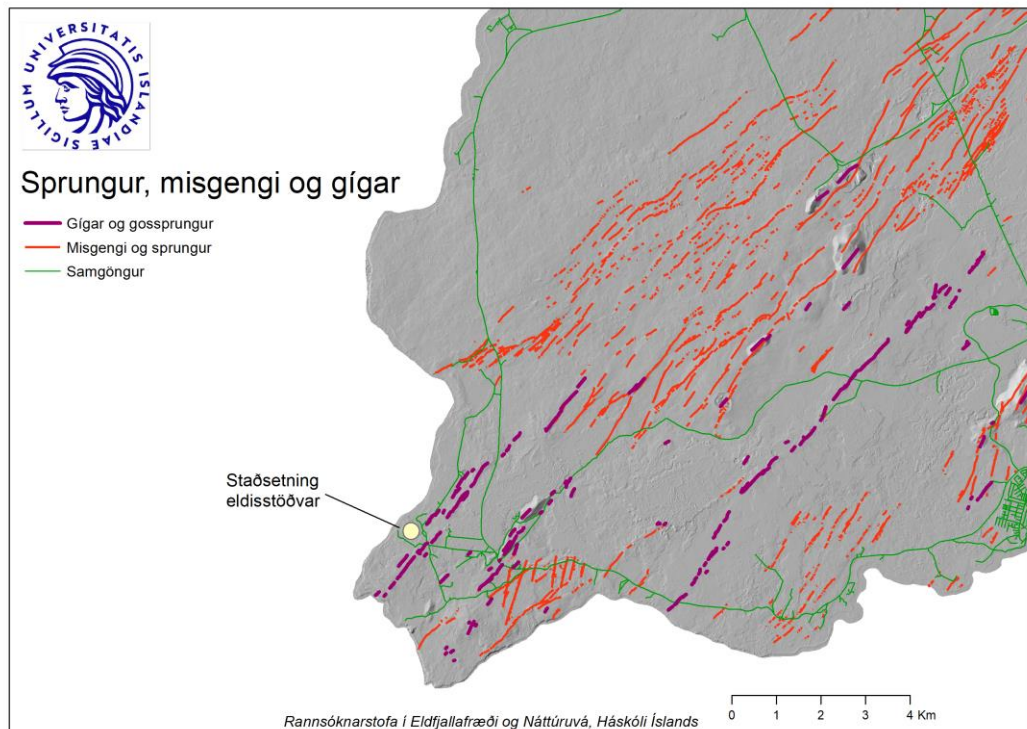 UNIVERSITATIS ISLANDIAE SIGILLUM
Sprungur, misgengi og gígar
Gígar og gossprungur
Misgengi og sprungur
Samgöngur
Staðsetning
eldisstöðvar
Rannsóknarstofa í Eldfjallafræði og Náttúruvá, Háskóli Íslands
0 1 2 3 4 Km